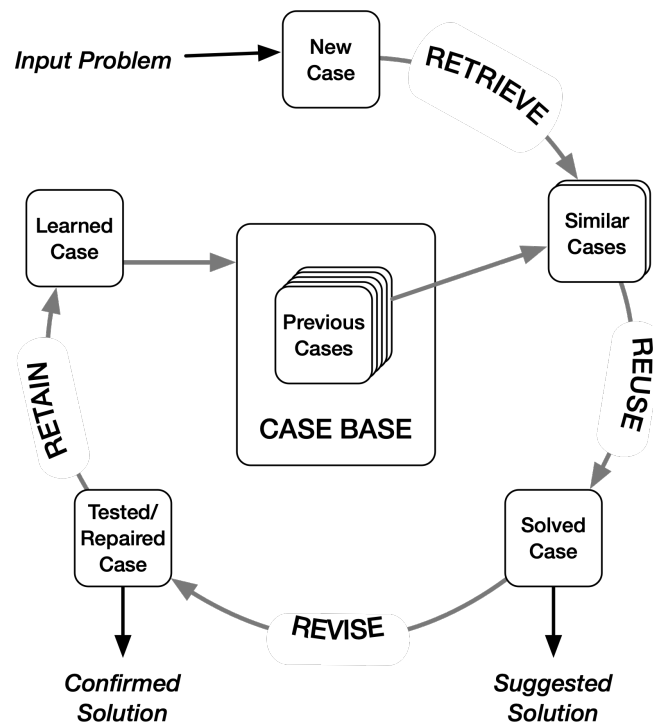 Input Problem
New
Case
RETRIEVE
Learned
Case
Similar
Cases
Previous
Cases
CASE BASE
REUSE
RETAIN
Tested/
Repaired
Case
Solved
Case
REVISE
Confirmed
Solution
Suggested
Solution